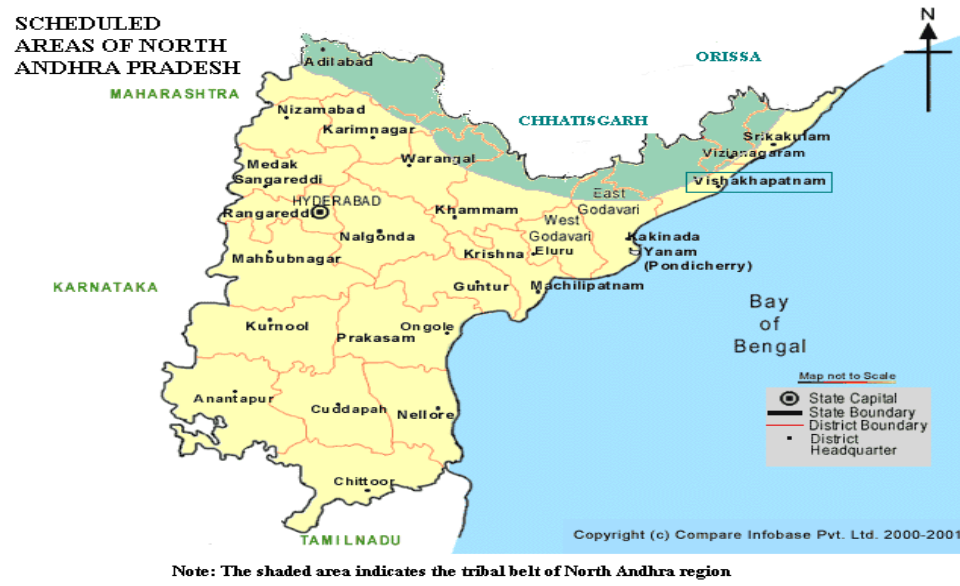 SCHEDULED
AREAS OF NORTH
ANDHRA PRADESH
N
ORISSA
Adilabad
MAHARASHTRA
CHHATISGARH
Nizamabad
Karimnagar
Srikakulam
Vizianagaram
Warangal
Medak
Sangareddi
Vishakhapatnam
HYDERABAD
East
Godavari
Rangareddi
Khammam
West
Godavari
Nalgonda
Kakinada
Mahbubnagar
Krishna
Eluru
Yanam
(Pondicherry)
KARNATAKA
Guntur
Machilipatnam
Bay
of
Bengal
Kurnool
Ongole
Prakasam
Map not to Scale
Anantapur
Cuddapah
Nellore
State Capital
State Boundary
District Boundary
District
Headquarter
Chittoor
TAMILNADU
Copyright (c) Compare Infobase Pvt. Ltd. 2000-2001
Note: The shaded area indicates the tribal belt of North Andhra region